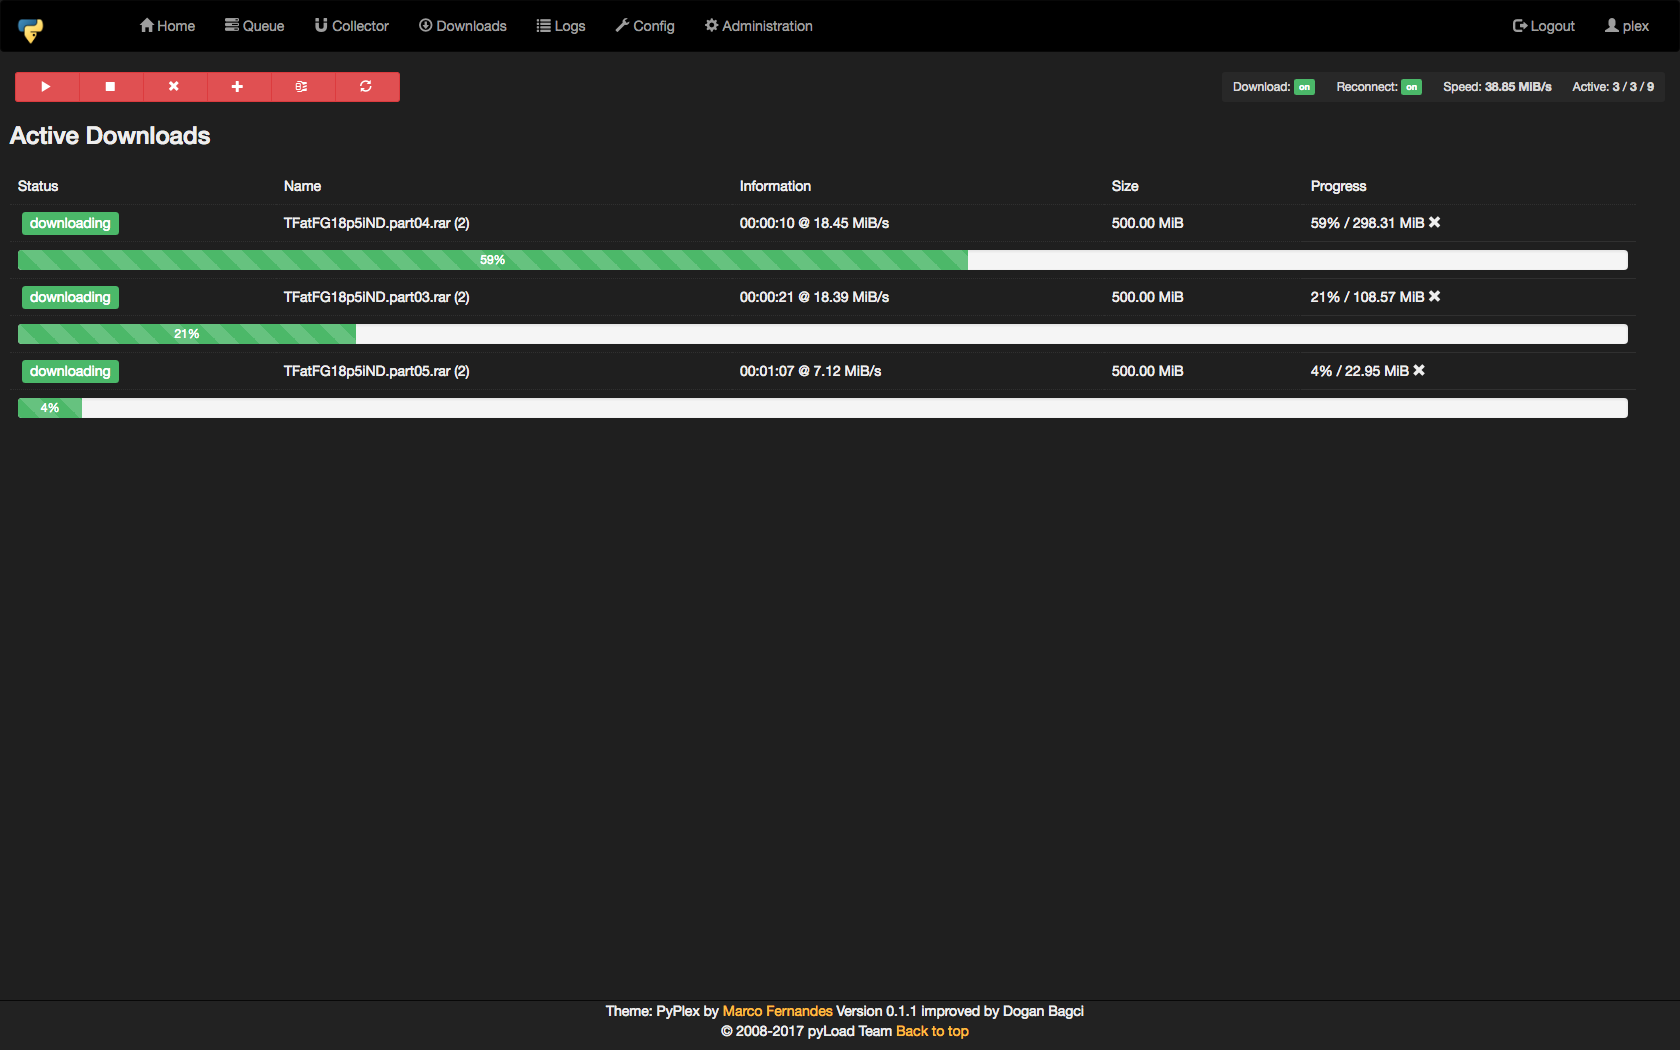 Home Queue Collector Downloads Logs Config Administration Logout plex
Download: on Reconnect: on Speed: 38.85 MiB/s Active: 3 / 3 / 9
Active Downloads
Status Name Information Size Progress
downloading TFatFG18p5iND.part04.rar (2) 00:00:10 @ 18.45 MiB/s 500.00 MiB 59% / 298.31 MiB
59%
downloading TFatFG18p5iND.part03.rar (2) 00:00:21 @ 18.39 MiB/s 500.00 MiB 21% / 108.57 MiB
21%
downloading TFatFG18p5iND.part05.rar (2) 00:01:07 @ 7.12 MiB/s 500.00 MiB 4% / 22.95 MiB
4%
Theme: PyPlex by Marco Fernandes Version 0.1.1 improved by Dogan Bagci
© 2008-2017 pyLoad Team Back to top